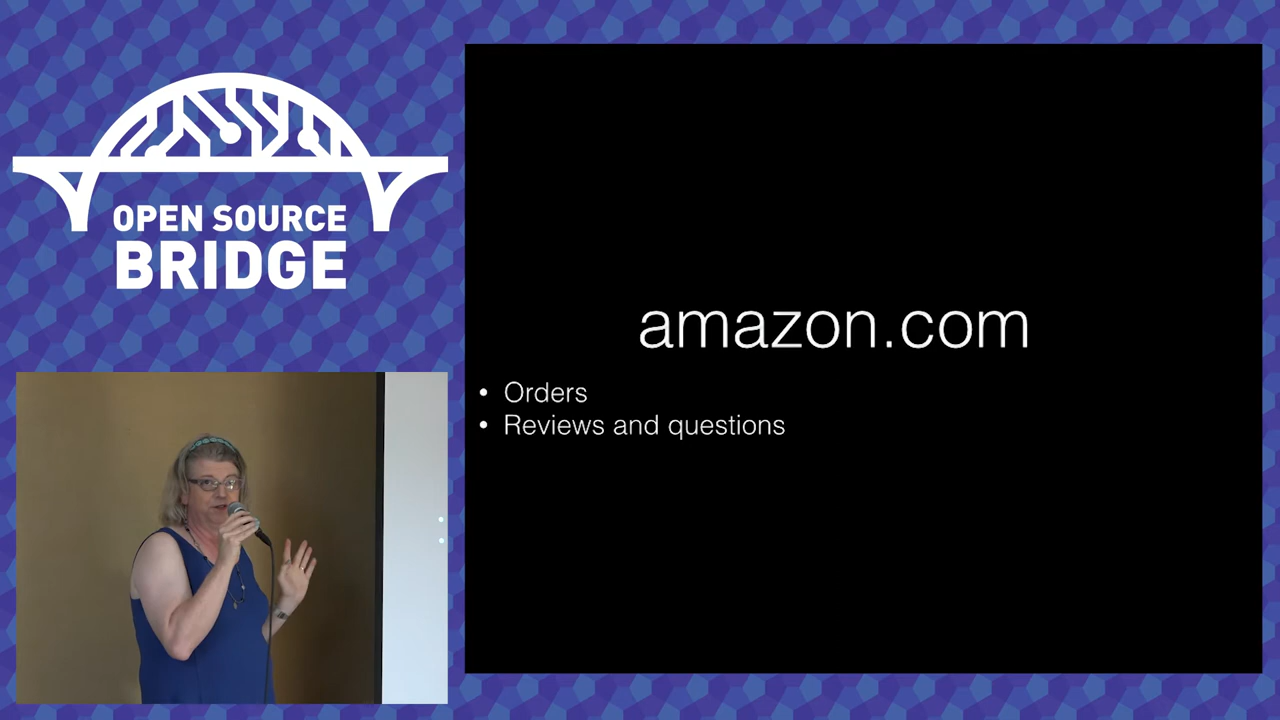 OPEN SOURCE
BRIDGE
amazon.com
• Orders
• Reviews and questions